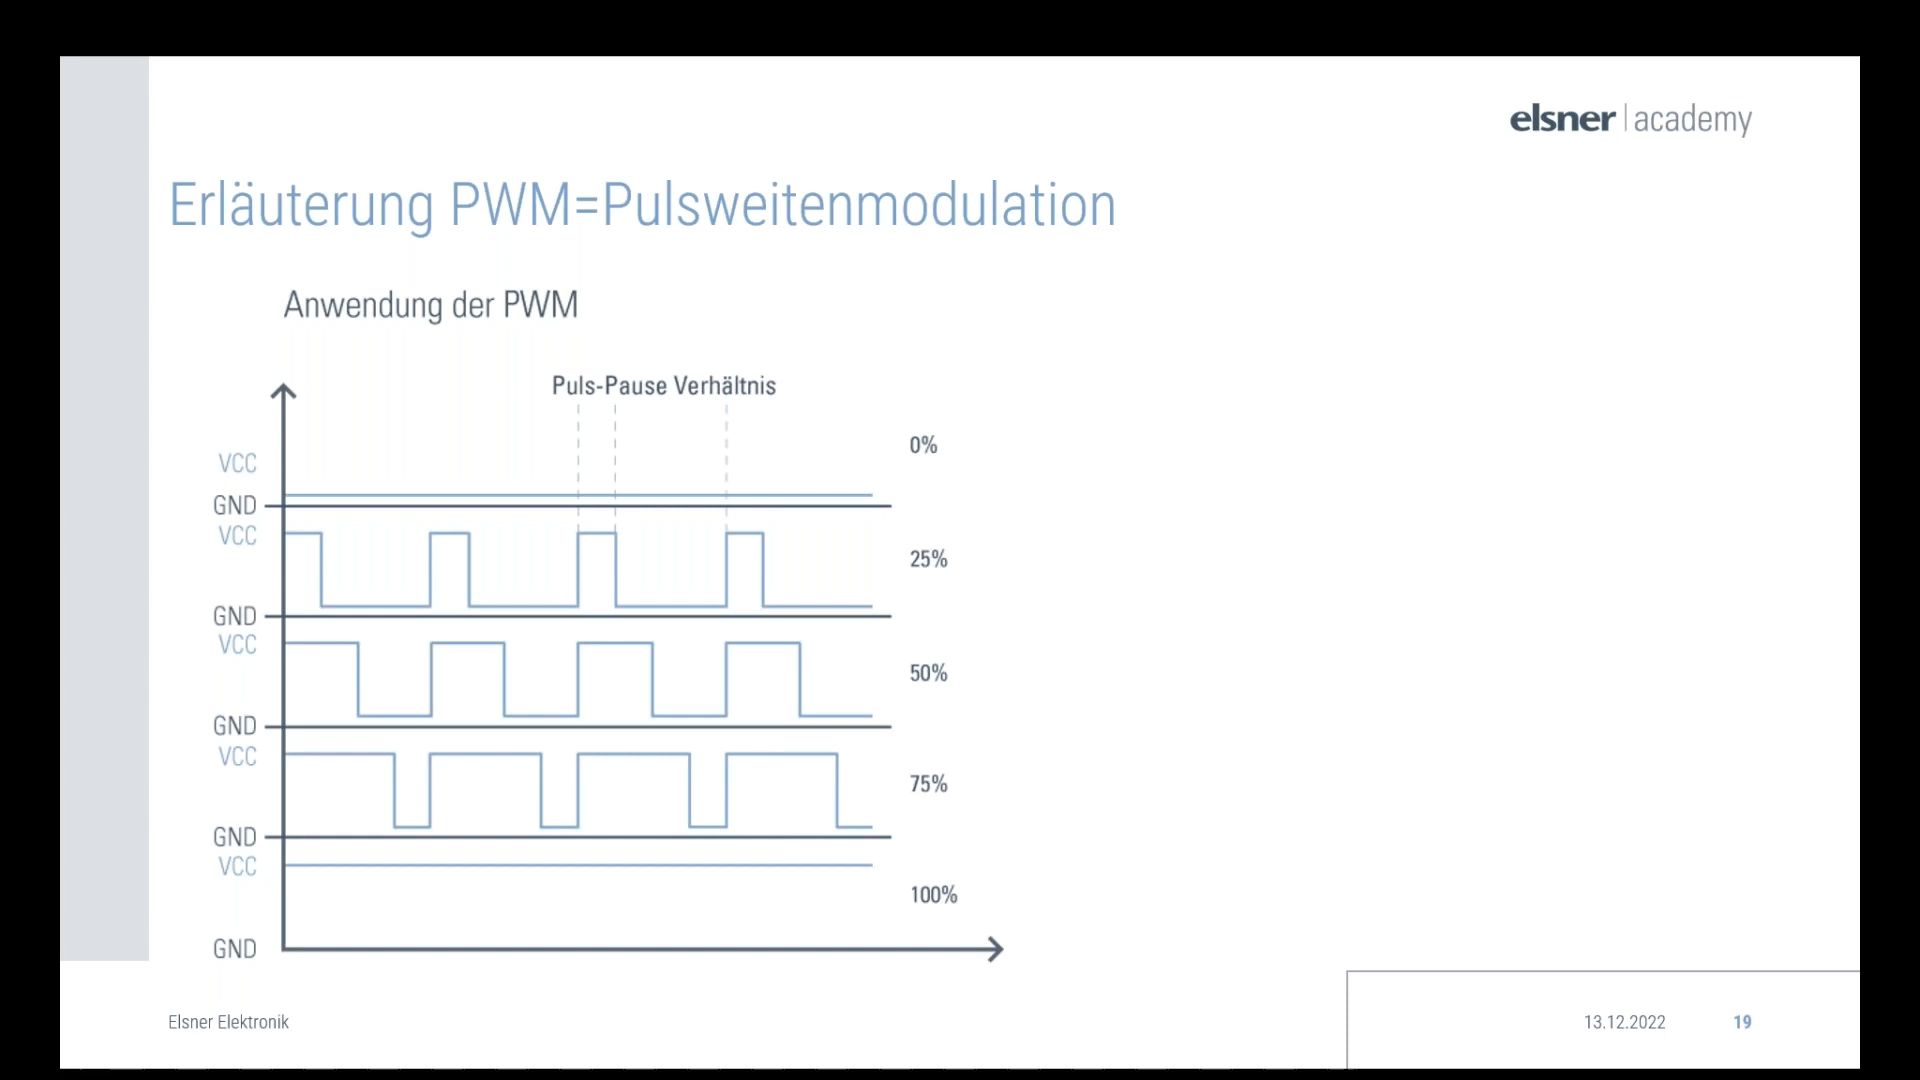 elsner | academy
Erläuterung PWM=Pulsweitenmodulation
Anwendung der PWM
Puls-Pause Verhältnis
0%
VCC
GND
VCC
25%
GND
VCC
50%
GND
VCC
75%
GND
VCC
100%
GND
Elsner Elektronik
13.12.2022
19